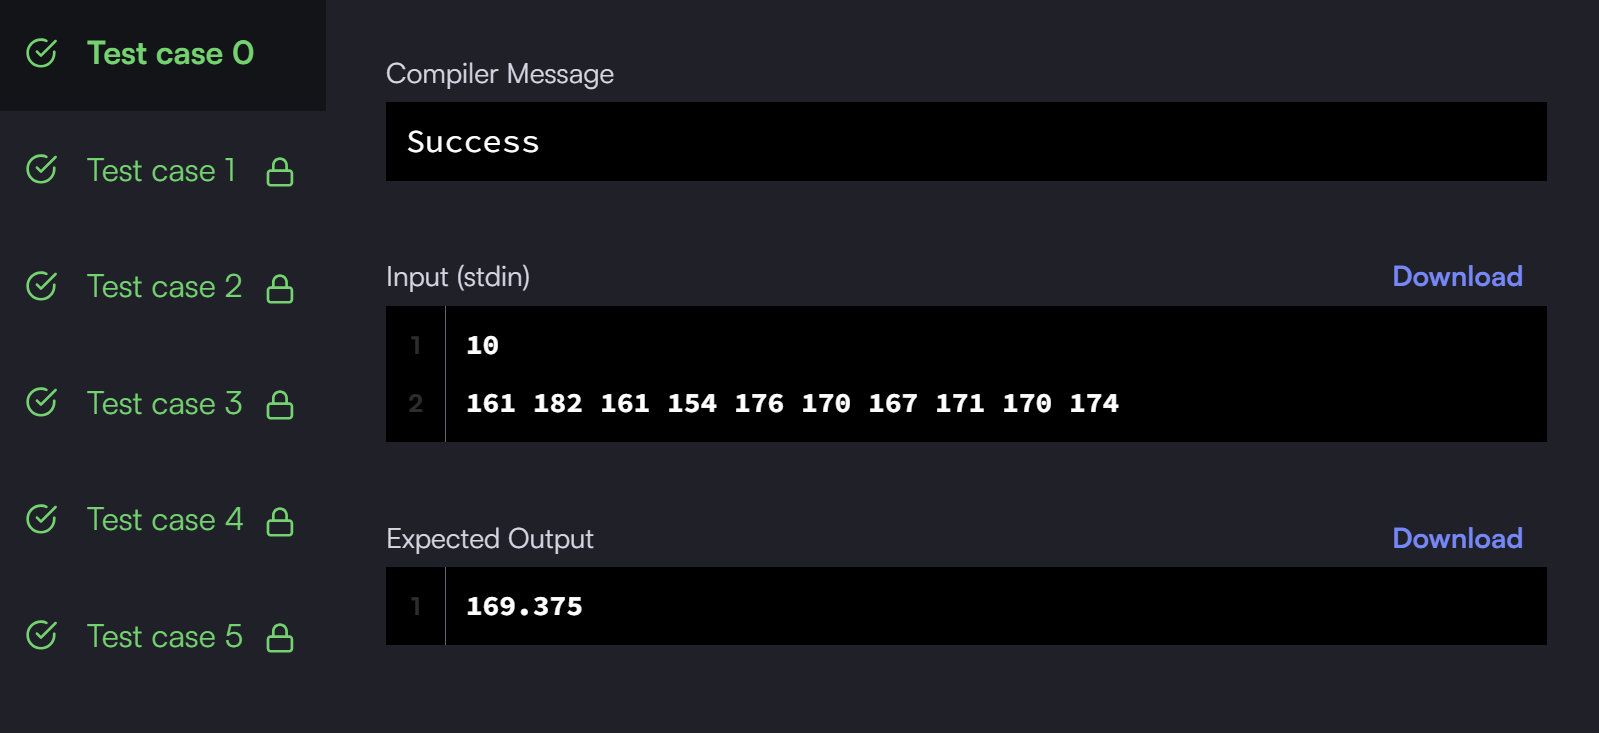 Test case 0
Test case 1
Test case 2
Test case 3
Test case 4
Test case 5
Compiler Message
Success
Input (stdin)
Download
1 10
2 161 182 161 154 176 170 167 171 170 174
Expected Output
Download
1 169.375